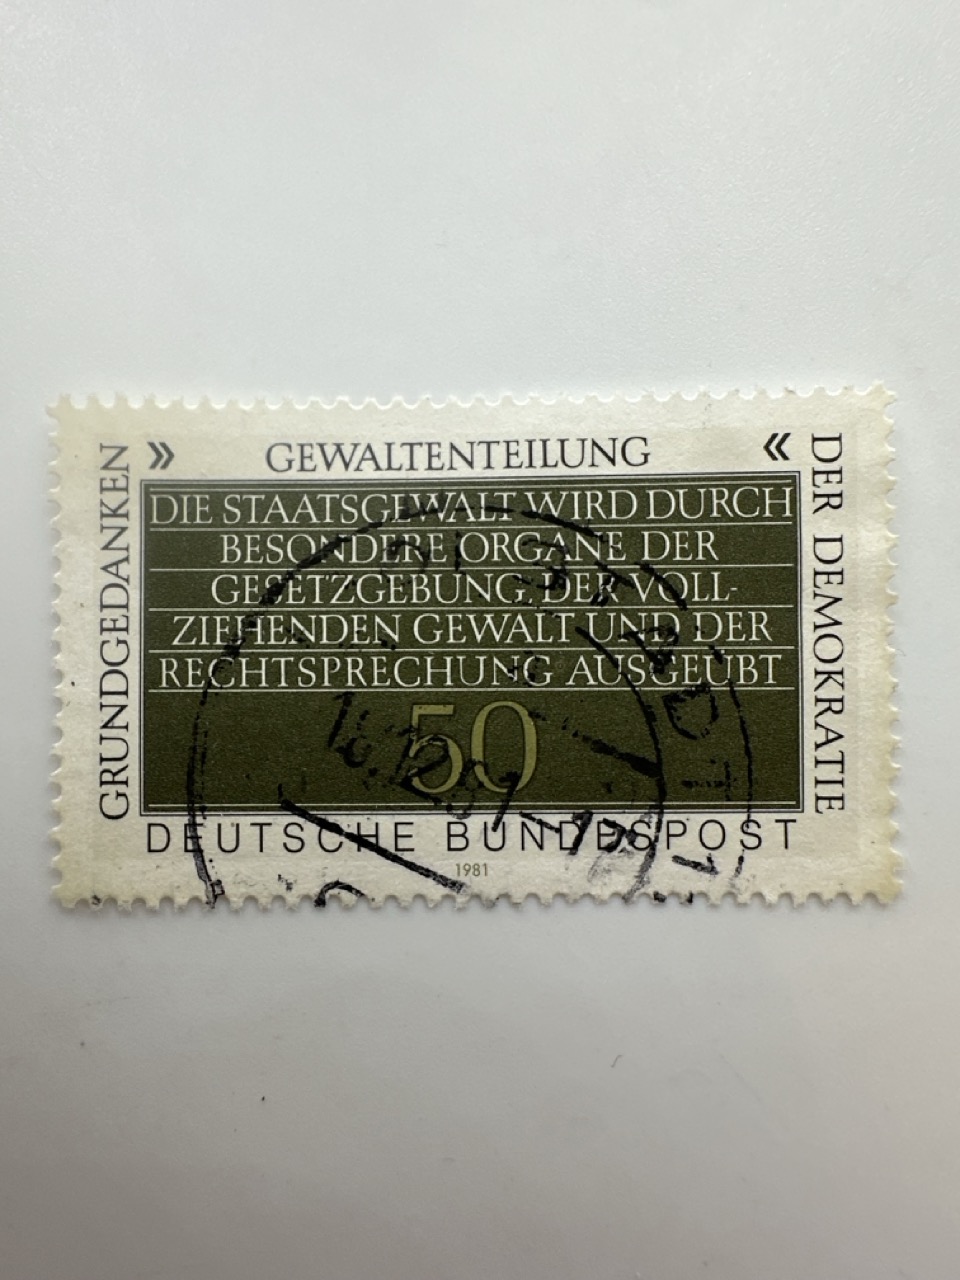 » GEWALTENTEILUNG «
GRUNDGEDANKEN
DER DEMOKRATIE
DIE STAATSGEWALT WIRD DURCH
BESONDERE ORGANE DER
GESETZGEBUNG, DER VOLL-
ZIEHENDEN GEWALT UND DER
RECHTSPRECHUNG AUSGEÜBT
50
DEUTSCHE BUNDESPOST
1981